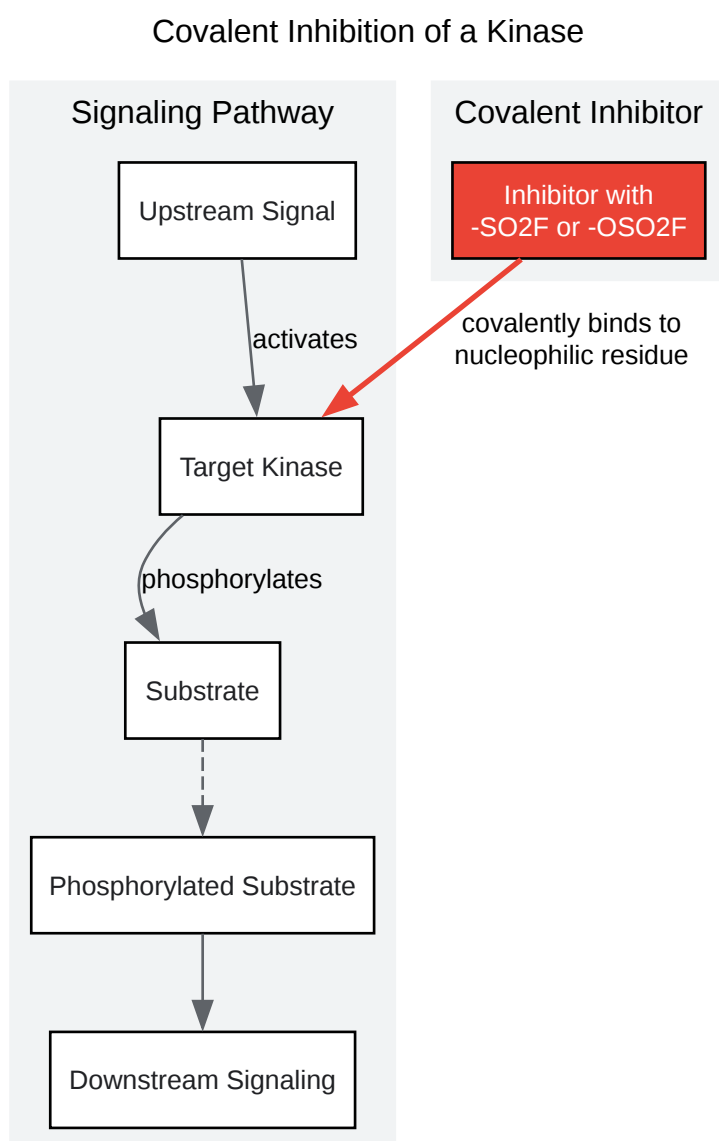 Covalent Inhibition of a Kinase
Signaling Pathway
Covalent Inhibitor
Upstream Signal
Inhibitor with
-SO2F or -OSO2F
activates
covalently binds to
nucleophilic residue
Target Kinase
phosphorylates
Substrate
Phosphorylated Substrate
Downstream Signaling